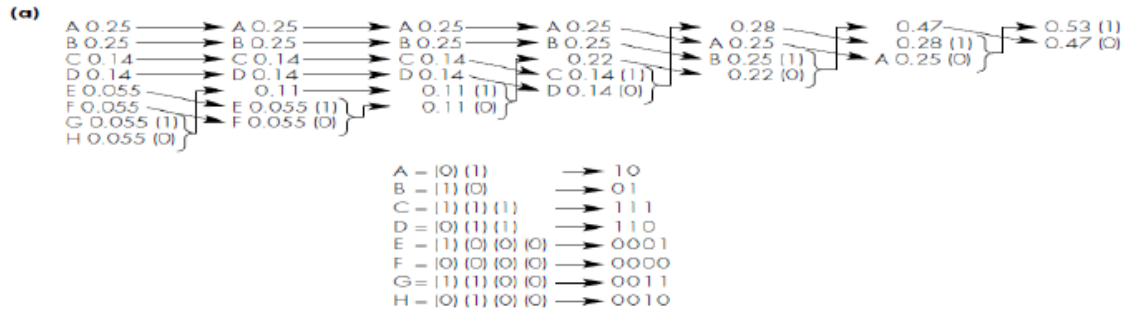 (a)
A 0.25 A 0.25 A 0.25 A 0.25 0.28 0.47 0.53 (1)
B 0.25 B 0.25 B 0.25 B 0.25 A 0.25 0.28 (1) 0.47 (0)
C 0.14 C 0.14 C 0.14 0.22 B 0.25 (1) A 0.25 (0)
D 0.14 D 0.14 D 0.14 C 0.14 (1) 0.22 (0)
E 0.055 0.11 0.11 (1) D 0.14 (0)
F 0.055 E 0.055 (1) 0.11 (0)
G 0.055 (1) F 0.055 (0)
H 0.055 (0)
A = (0) (1) 10
B = (1) (0) 01
C = (1) (1) (1) 111
D = (0) (1) (1) 110
E = (1) (0) (0) (0) 0001
F = (0) (0) (0) (0) 0000
G = (1) (1) (0) (0) 0011
H = (0) (1) (0) (0) 0010